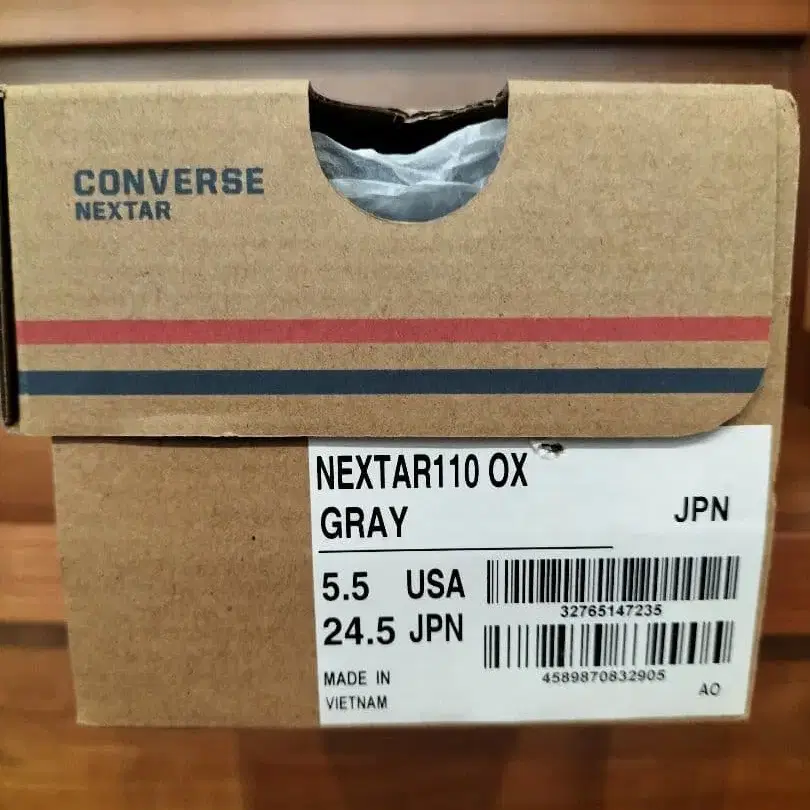 CONVERSE
NEXTAR
NEXTAR110 OX
GRAY
JPN
5.5 USA
32765147235
24.5 JPN
4589870832905
MADE IN
VIETNAM
AO